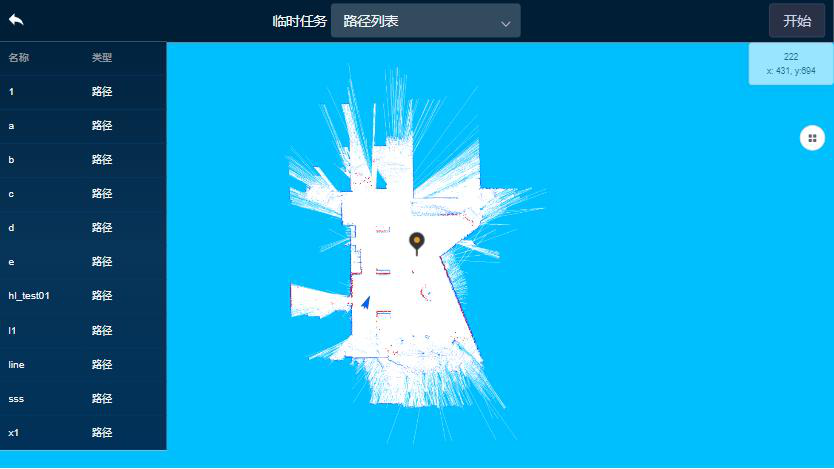 临时任务 路径列表 开始
名称 类型
222
x: 431, y:694
1 路径
a 路径
b 路径
c 路径
d 路径
e 路径
hl_test01 路径
l1 路径
line 路径
sss 路径
x1 路径